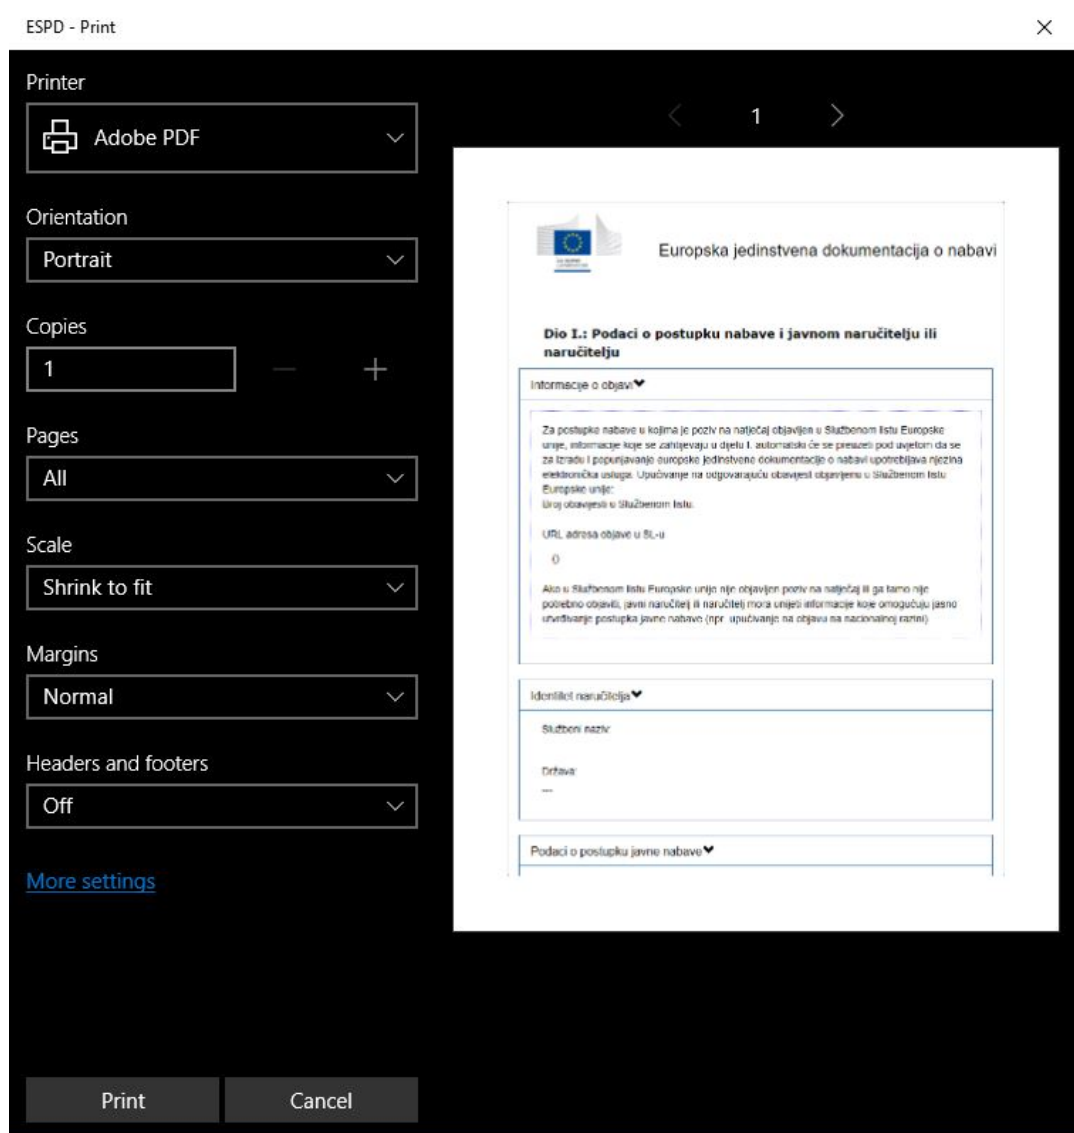 ESPD - Print
Printer
Adobe PDF
Orientation
Portrait
Copies
1
Pages
All
Scale
Shrink to fit
Margins
Normal
Headers and footers
Off
More settings
Print
Cancel
1
Europska jedinstvena dokumentacija o nabavi
Dio I.: Podaci o postupku nabave i javnom naručitelju ili
naručitelju
Informacije o objavi
Za postupke nabave u kojima je poziv na natječaj objavljen u Službenom listu Europske
unije, informacije koje se zahtijevaju u dijelu I. automatski će se preuzeti pod uvjetom da se
za izradu i popunjavanje europske jedinstvene dokumentacije o nabavi upotrebljava njezina
elektronička usluga. Upućivanje na odgovarajuću obavijest objavljenu u Službenom listu
Europske unije:
Broj obavijesti u Službenom listu:
URL adresa objave u SL-u
()
Ako u Službenom listu Europske unije nije objavljen poziv na natječaj ili ga tamo nije
potrebno objaviti, javni naručitelj ili naručitelj mora unijeti informacije koje omogućuju jasno
utvrđivanje postupka javne nabave (npr. upućivanje na objavu na nacionalnoj razini)
Identitet naručitelja
Službeni naziv:
Država:
---
Podaci o postupku javne nabave